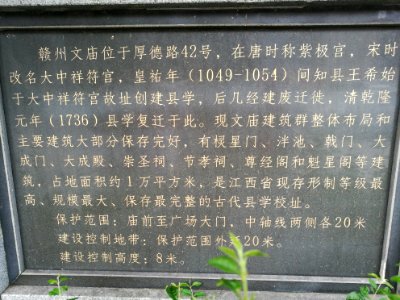 赣州文庙位于厚德路42号，在唐时称紫极宫，宋时
改名大中祥符宫，皇祐年（1049-1054）间知县王希始
于大中祥符宫故址创建县学，后几经建废迁徙，清乾隆
元年（1736）县学复迁于此。现文庙建筑群整体布局和
主要建筑大部分保存完好，有棂星门、泮池、戟门、大
成门、大成殿、崇圣祠、节孝祠、尊经阁和魁星阁等建
筑，占地面积约1万平方米，是江西省现存形制等级最
高、规模最大、保存最完整的古代县学校址。
保护范围：庙前至广场大门，中轴线两侧各20米
建设控制地带：保护范围外延20米。
建设控制高度：8米。